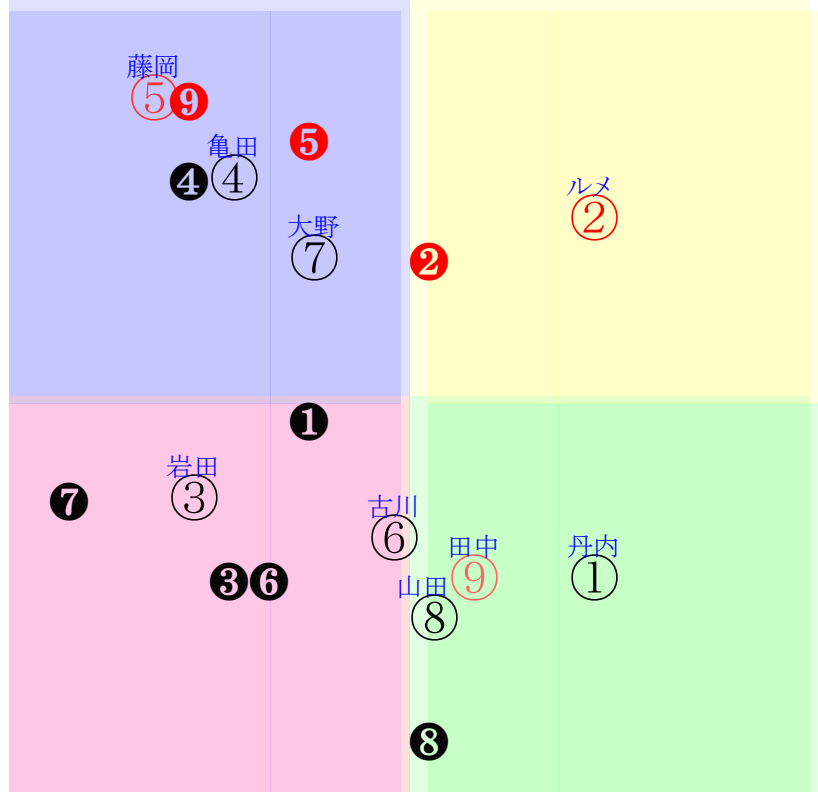 藤岡
⑤❾
❺
亀田
❹④
ルメ
②
大野
⑦
❷
❶
岩田
③
❼
古川
⑥
田中
⑨
丹内
①
❸❻
山田
⑧
❽